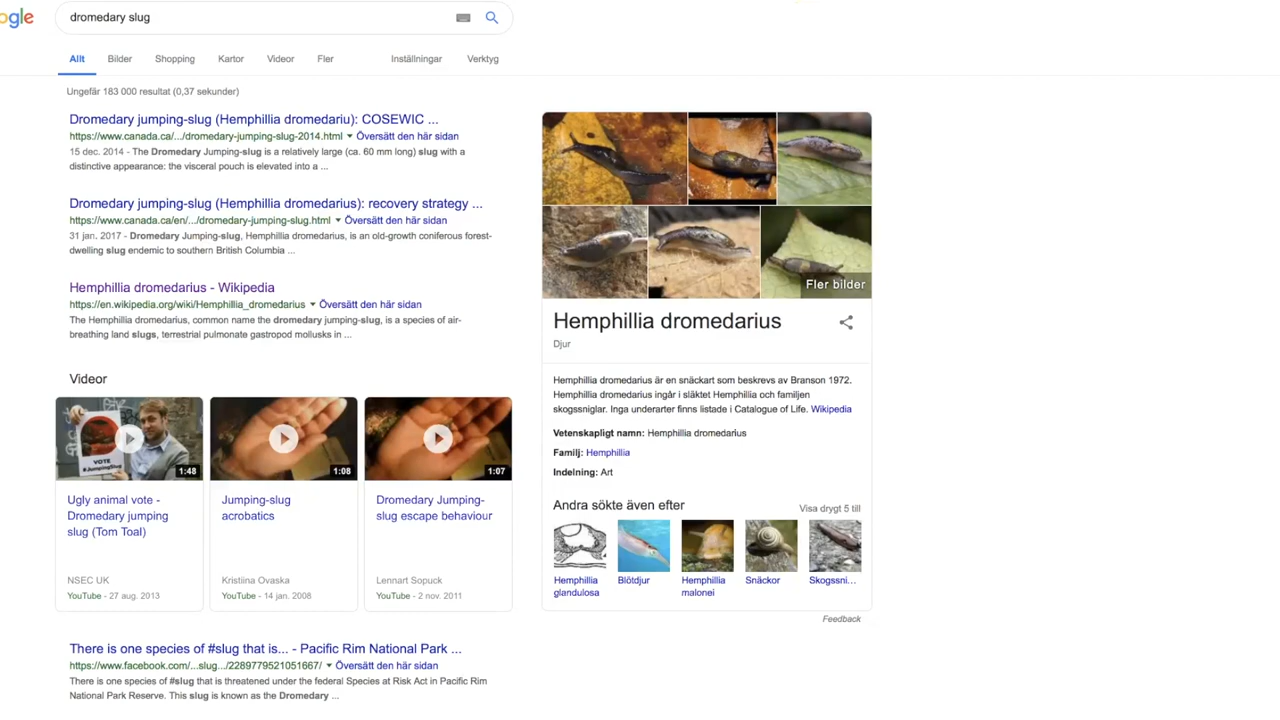 ogle
dromedary slug
Allt Bilder Shopping Kartor Videor Fler Inställningar Verktyg
Ungefär 183 000 resultat (0,37 sekunder)
Dromedary jumping-slug (Hemphillia dromedariu): COSEWIC ...
https://www.canada.ca/.../dromedary-jumping-slug-2014.html ▼ Översätt den här sidan
15 dec. 2014 - The Dromedary Jumping-slug is a relatively large (ca. 60 mm long) slug with a
distinctive appearance: the visceral pouch is elevated into a ...
Dromedary jumping-slug (Hemphillia dromedarius): recovery strategy ...
https://www.canada.ca/en/.../dromedary-jumping-slug.html ▼ Översätt den här sidan
31 jan. 2017 - Dromedary Jumping-slug, Hemphillia dromedarius, is an old-growth coniferous forest-
dwelling slug endemic to southern British Columbia ...
Hemphillia dromedarius - Wikipedia
https://en.wikipedia.org/wiki/Hemphillia_dromedarius ▼ Översätt den här sidan
The Hemphillia dromedarius, common name the dromedary jumping-slug, is a species of air-
breathing land slugs, terrestrial pulmonate gastropod mollusks in ...
Videor
VOTE
#JumpingSlug
1:48
Ugly animal vote -
Dromedary jumping
slug (Tom Toal)
NSEC UK
YouTube - 27 aug. 2013
1:08
Jumping-slug
acrobatics
Kristiina Ovaska
YouTube - 14 jan. 2008
1:07
Dromedary Jumping-
slug escape behaviour
Lennart Sopuck
YouTube - 2 nov. 2011
There is one species of #slug that is... - Pacific Rim National Park ...
https://www.facebook.com/...slug.../2289779521051667/ ▼ Översätt den här sidan
There is one species of #slug that is threatened under the federal Species at Risk Act in Pacific Rim
National Park Reserve. This slug is known as the Dromedary ...
Fler bilder
Hemphillia dromedarius
Djur
Hemphillia dromedarius är en snäckart som beskrevs av Branson 1972.
Hemphillia dromedarius ingår i släktet Hemphillia och familjen
skogssniglar. Inga underarter finns listade i Catalogue of Life. Wikipedia
Vetenskapligt namn: Hemphillia dromedarius
Familj: Hemphillia
Indelning: Art
Andra sökte även efter
Visa drygt 5 till
Hemphillia
glandulosa
Blötdjur
Hemphillia
malonei
Snäckor
Skogssni...
Feedback